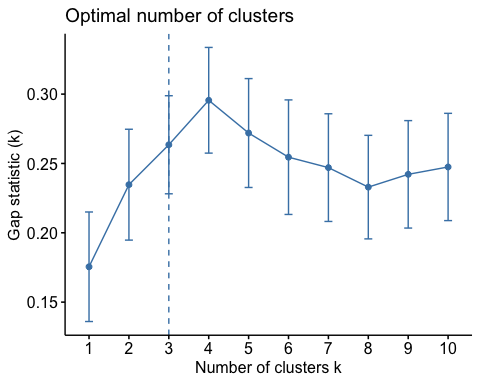 Optimal number of clusters
Gap statistic (k)
0.30
0.25
0.20
0.15
1 2 3 4 5 6 7 8 9 10
Number of clusters k